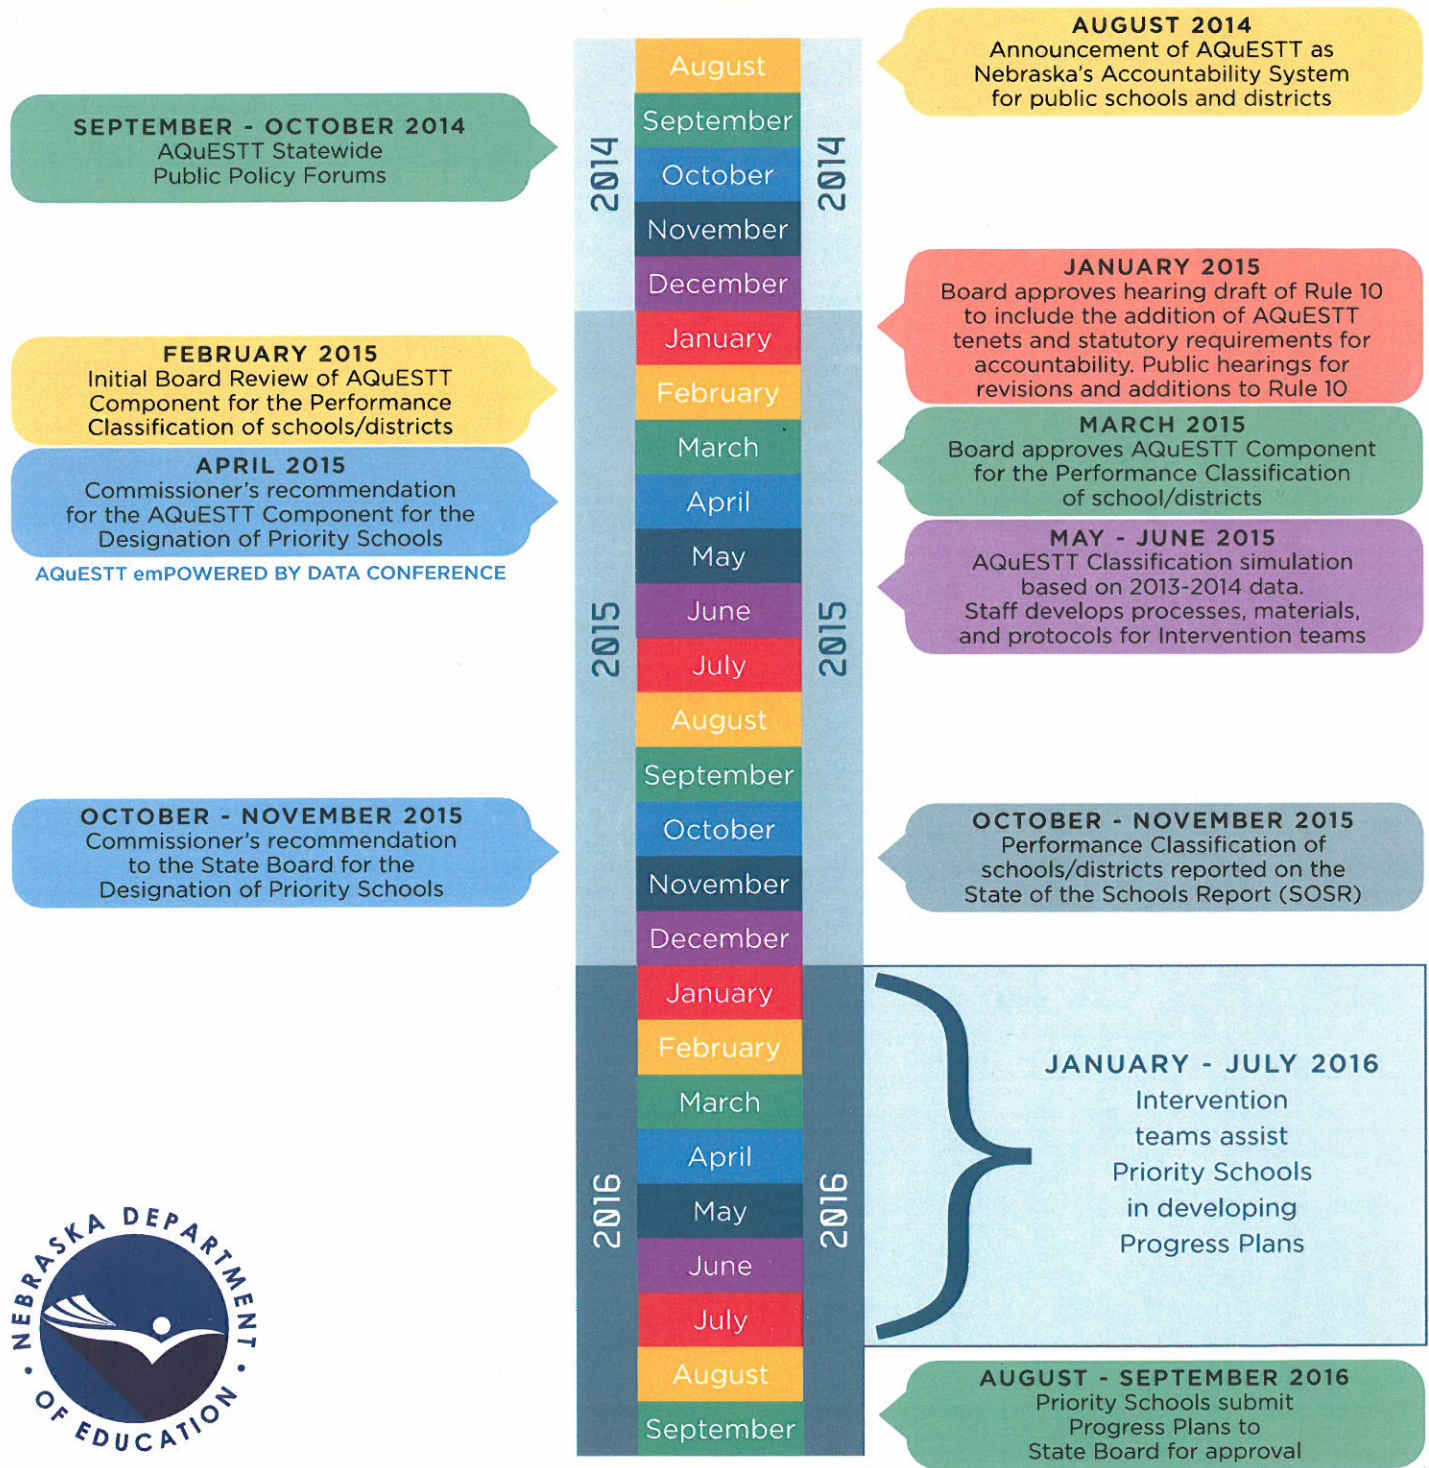 AUGUST 2014
Announcement of AQuESTT as
Nebraska's Accountability System
for public schools and districts
SEPTEMBER - OCTOBER 2014
AQuESTT Statewide
Public Policy Forums
JANUARY 2015
Board approves hearing draft of Rule 10
to include the addition of AQuESTT
tenets and statutory requirements for
accountability. Public hearings for
revisions and additions to Rule 10
FEBRUARY 2015
Initial Board Review of AQuESTT
Component for the Performance
Classification of schools/districts
MARCH 2015
Board approves AQuESTT Component
for the Performance Classification
of school/districts
APRIL 2015
Commissioner's recommendation
for the AQuESTT Component for the
Designation of Priority Schools
AQuESTT emPOWERED BY DATA CONFERENCE
MAY - JUNE 2015
AQuESTT Classification simulation
based on 2013-2014 data.
Staff develops processes, materials,
and protocols for Intervention teams
OCTOBER - NOVEMBER 2015
Commissioner's recommendation
to the State Board for the
Designation of Priority Schools
OCTOBER - NOVEMBER 2015
Performance Classification of
schools/districts reported on the
State of the Schools Report (SOSR)
JANUARY - JULY 2016
Intervention
teams assist
Priority Schools
in developing
Progress Plans
AUGUST - SEPTEMBER 2016
Priority Schools submit
Progress Plans to
State Board for approval
2014
2014
August
September
October
November
December
2015
2015
January
February
March
April
May
June
July
August
September
October
November
December
2016
2016
January
February
March
April
May
June
July
August
September
NEBRASKA DEPARTMENT
OF EDUCATION